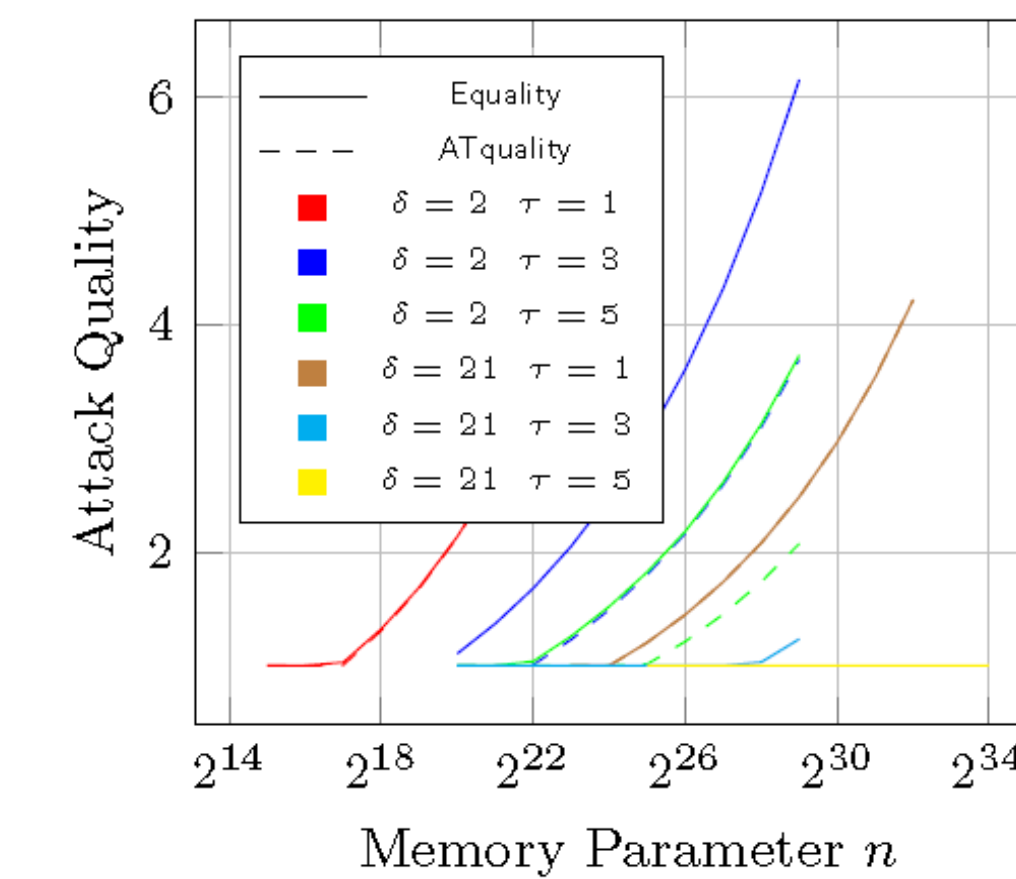 Attack Quality
6
4
2
Equality
ATquality
δ = 2 τ = 1
δ = 2 τ = 3
δ = 2 τ = 5
δ = 21 τ = 1
δ = 21 τ = 3
δ = 21 τ = 5
2^14 2^18 2^22 2^26 2^30 2^34
Memory Parameter n